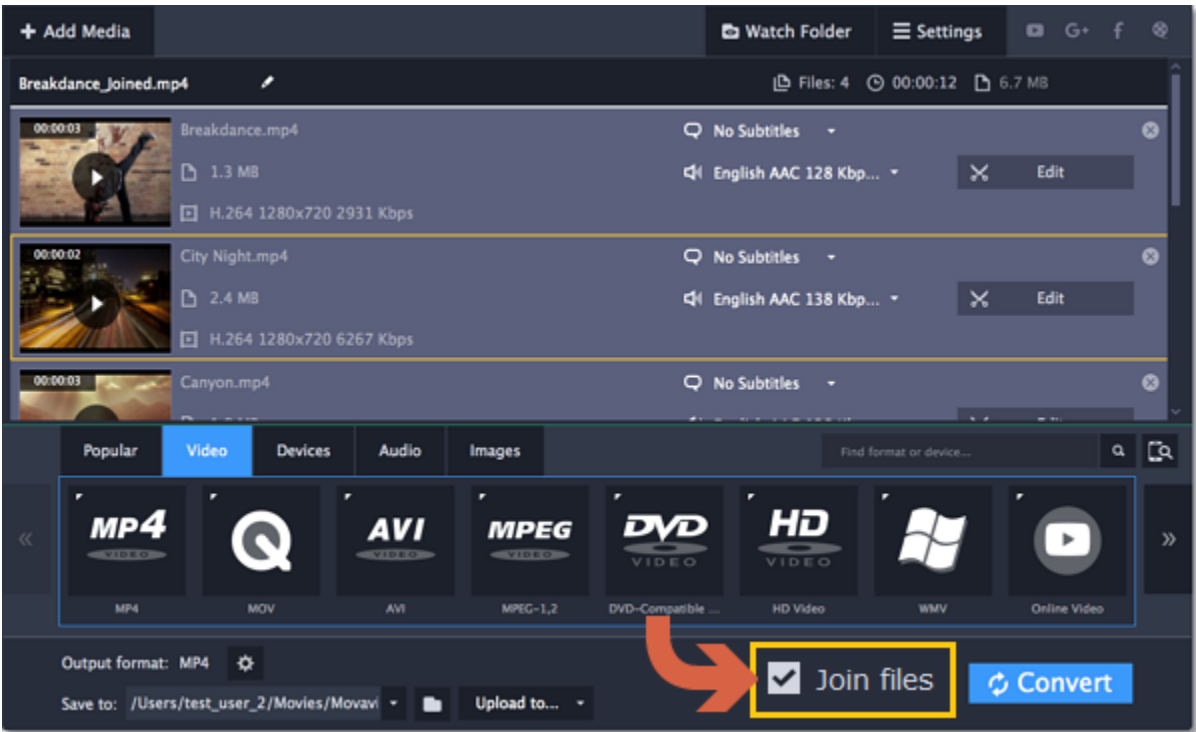 + Add Media
Watch Folder
Settings
G+
f
Breakdance_Joined.mp4
Files: 4
00:00:12
6.7 MB
00:00:03
Breakdance.mp4
No Subtitles
1.3 MB
English AAC 128 Kbp...
Edit
H.264 1280x720 2931 Kbps
00:00:02
City Night.mp4
No Subtitles
2.4 MB
English AAC 138 Kbp...
Edit
H.264 1280x720 6267 Kbps
00:00:03
Canyon.mp4
No Subtitles
Popular
Video
Devices
Audio
Images
Find format or device...
MP4
VIDEO
AVI
VIDEO
MPEG
VIDEO
DVD
VIDEO
HD
VIDEO
«
»
MP4
MOV
AVI
MPEG-1,2
DVD-Compatible ...
HD Video
WMV
Online Video
Output format: MP4
Join files
Convert
Save to: /Users/test_user_2/Movies/Movavi
Upload to...